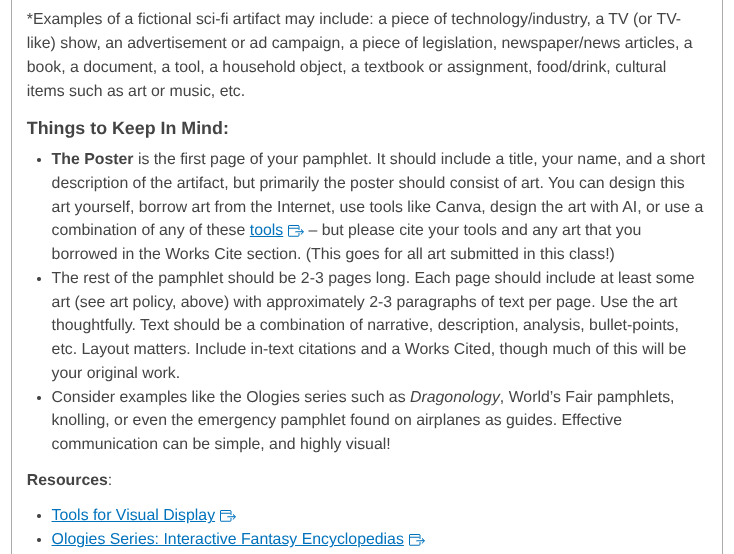 *Examples of a fictional sci-fi artifact may include: a piece of technology/industry, a TV (or TV-
like) show, an advertisement or ad campaign, a piece of legislation, newspaper/news articles, a
book, a document, a tool, a household object, a textbook or assignment, food/drink, cultural
items such as art or music, etc.
Things to Keep In Mind:
• The Poster is the first page of your pamphlet. It should include a title, your name, and a short
description of the artifact, but primarily the poster should consist of art. You can design this
art yourself, borrow art from the Internet, use tools like Canva, design the art with AI, or use a
combination of any of these tools – but please cite your tools and any art that you
borrowed in the Works Cite section. (This goes for all art submitted in this class!)
• The rest of the pamphlet should be 2-3 pages long. Each page should include at least some
art (see art policy, above) with approximately 2-3 paragraphs of text per page. Use the art
thoughtfully. Text should be a combination of narrative, description, analysis, bullet-points,
etc. Layout matters. Include in-text citations and a Works Cited, though much of this will be
your original work.
• Consider examples like the Ologies series such as Dragonology, World’s Fair pamphlets,
knolling, or even the emergency pamphlet found on airplanes as guides. Effective
communication can be simple, and highly visual!
Resources:
• Tools for Visual Display
• Ologies Series: Interactive Fantasy Encyclopedias